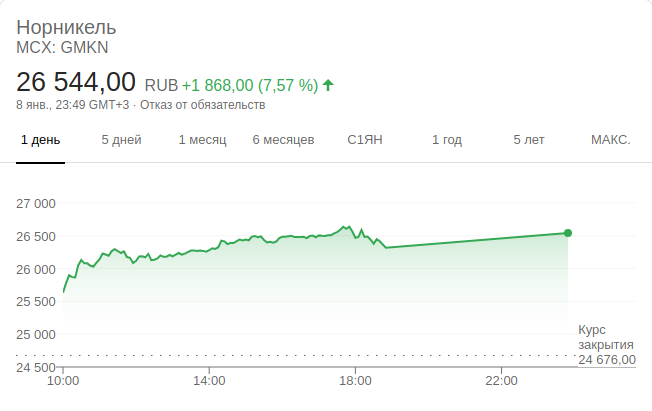 Норникель
MCX: GMKN
26 544,00 RUB +1 868,00 (7,57 %)
8 янв., 23:49 GMT+3 · Отказ от обязательств
1 день 5 дней 1 месяц 6 месяцев С1ЯН 1 год 5 лет МАКС.
27 000
26 500
26 000
25 500
25 000
Курс
закрытия
24 676,00
24 500
10:00 14:00 18:00 22:00